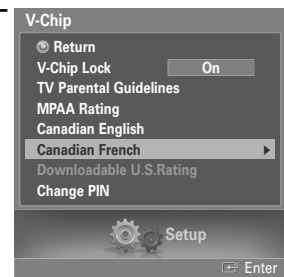 V-Chip
Return
V-Chip Lock On
TV Parental Guidelines
MPAA Rating
Canadian English
Canadian French
Downloadable U.S.Rating
Change PIN
Setup
Enter